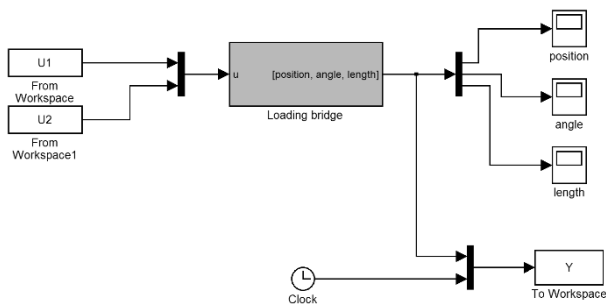 U1
From
Workspace
U2
From
Workspace1
u
[position, angle, length]
Loading bridge
position
angle
length
Clock
Y
To Workspace